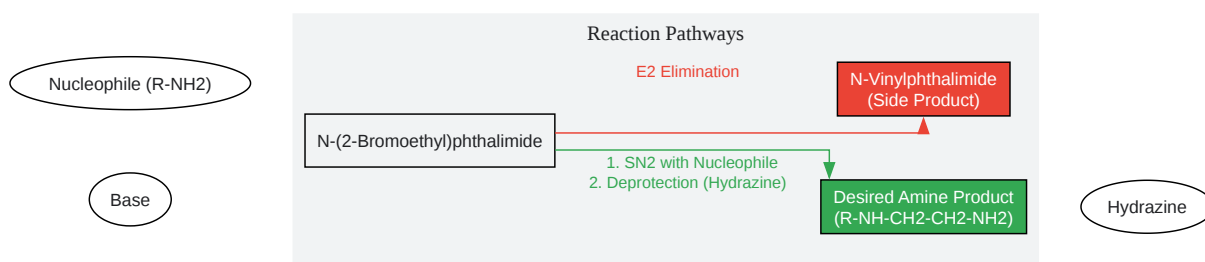 Reaction Pathways
Nucleophile (R-NH2)
E2 Elimination
N-Vinylphthalimide
(Side Product)
N-(2-Bromoethyl)phthalimide
1. SN2 with Nucleophile
2. Deprotection (Hydrazine)
Base
Desired Amine Product
(R-NH-CH2-CH2-NH2)
Hydrazine